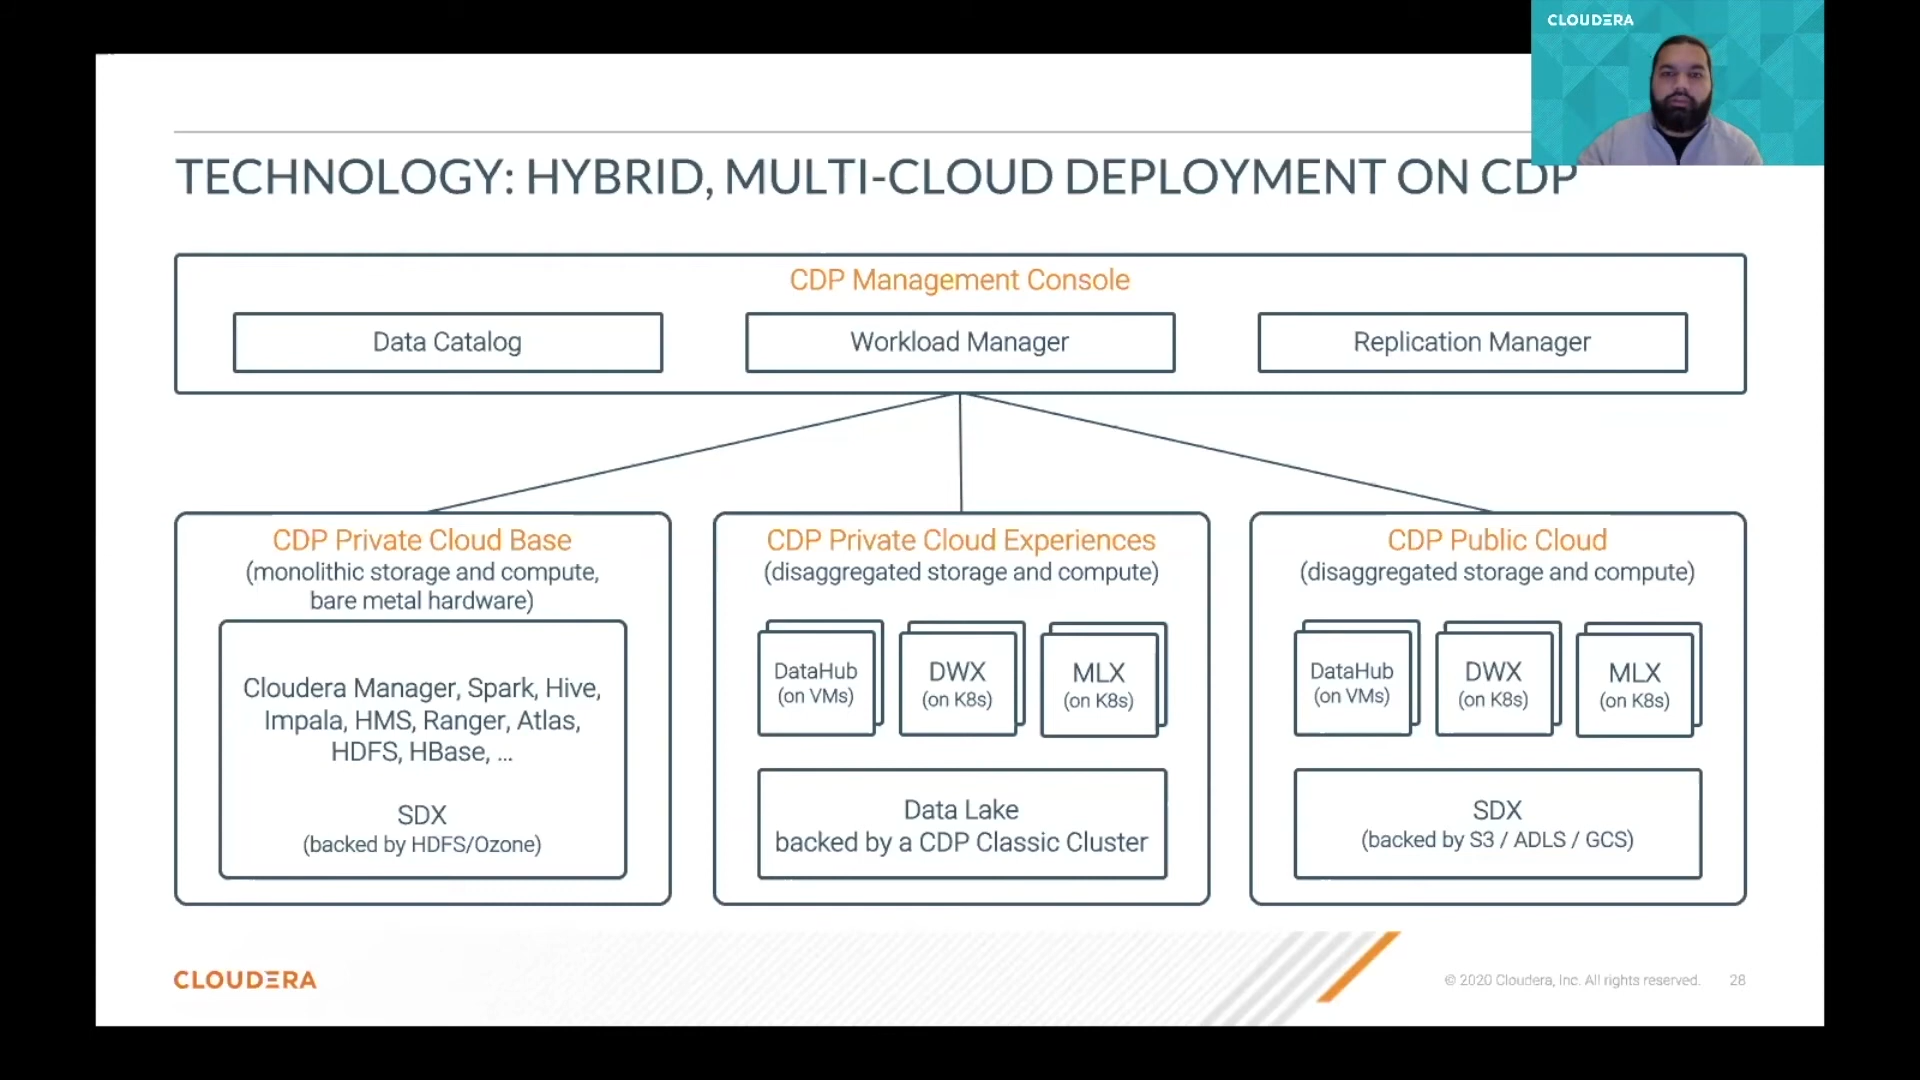 CLOUDERA
TECHNOLOGY: HYBRID, MULTI-CLOUD DEPLOYMENT ON CDP
CDP Management Console
Data Catalog
Workload Manager
Replication Manager
CDP Private Cloud Base
(monolithic storage and compute,
bare metal hardware)
Cloudera Manager, Spark, Hive,
Impala, HMS, Ranger, Atlas,
HDFS, HBase, ...
SDX
(backed by HDFS/Ozone)
CDP Private Cloud Experiences
(disaggregated storage and compute)
DataHub
(on VMs)
DWX
(on K8s)
MLX
(on K8s)
Data Lake
backed by a CDP Classic Cluster
CDP Public Cloud
(disaggregated storage and compute)
DataHub
(on VMs)
DWX
(on K8s)
MLX
(on K8s)
SDX
(backed by S3 / ADLS / GCS)
CLOUDERA
© 2020 Cloudera, Inc. All rights reserved. 28